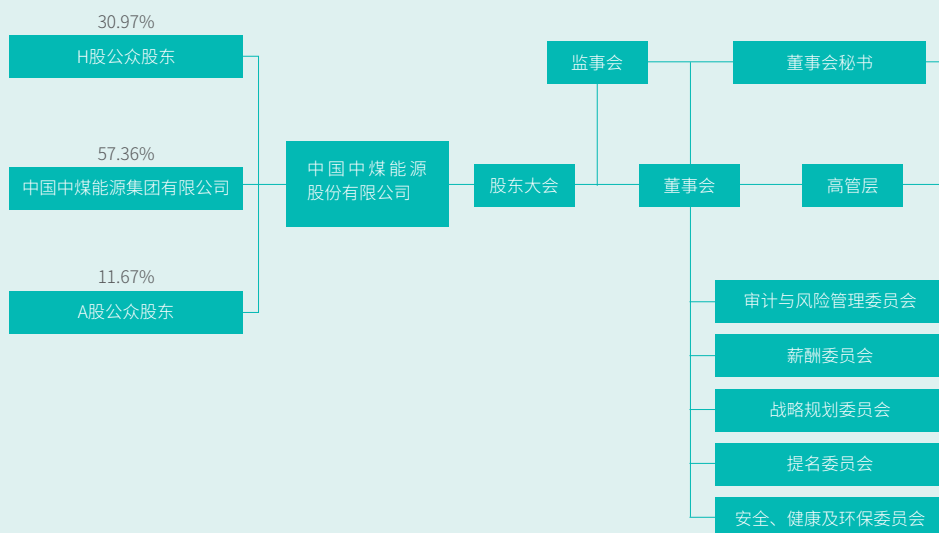 30.97%
H股公众股东
57.36%
中国中煤能源集团有限公司
11.67%
A股公众股东
中国中煤能源
股份有限公司
股东大会
监事会
董事会
董事会秘书
高管层
审计与风险管理委员会
薪酬委员会
战略规划委员会
提名委员会
安全、健康及环保委员会